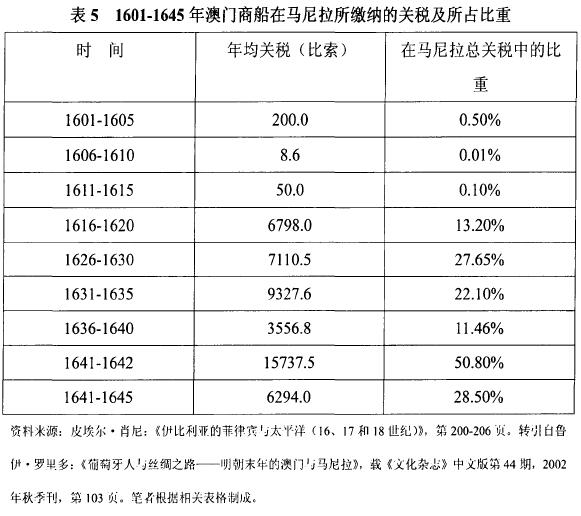 表 5 1601-1645 年澳门商船在马尼拉所缴纳的关税及所占比重
时 间 年均关税（比索） 在马尼拉总关税中的比重
1601-1605 200.0 0.50%
1606-1610 8.6 0.01%
1611-1615 50.0 0.10%
1616-1620 6798.0 13.20%
1626-1630 7110.5 27.65%
1631-1635 9327.6 22.10%
1636-1640 3556.8 11.46%
1641-1642 15737.5 50.80%
1641-1645 6294.0 28.50%
资料来源：皮埃尔·肖尼：《伊比利亚的菲律宾与太平洋（16、17 和 18 世纪）》，第 200-206 页。转引自鲁
伊·罗里多：《葡萄牙人与丝绸之路——明朝末年的澳门与马尼拉》，载《文化杂志》中文版第 44 期，2002
年秋季刊，第 103 页。笔者根据相关表格制成。